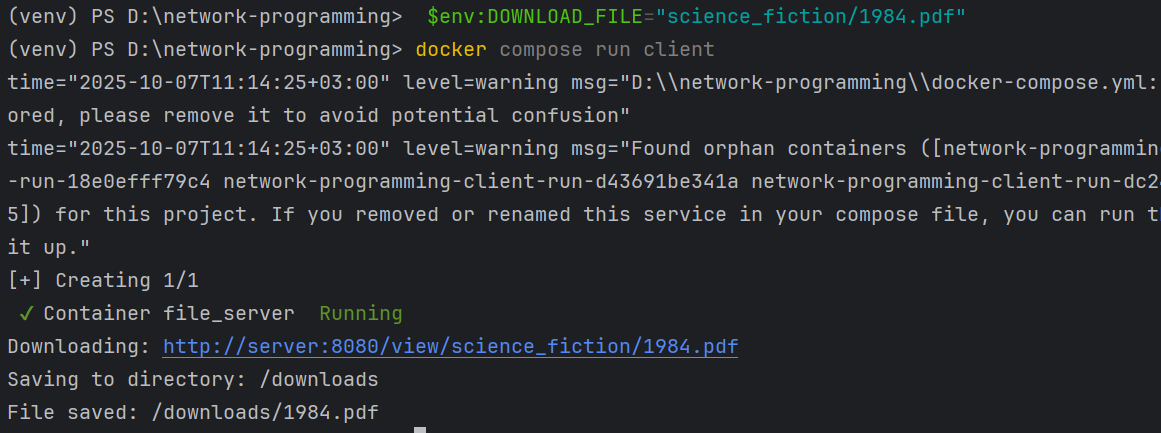 (venv) PS D:\network-programming>  $env:DOWNLOAD_FILE="science_fiction/1984.pdf"
(venv) PS D:\network-programming> docker compose run client
time="2025-10-07T11:14:25+03:00" level=warning msg="D:\\network-programming\\docker-compose.yml:
ored, please remove it to avoid potential confusion"
time="2025-10-07T11:14:25+03:00" level=warning msg="Found orphan containers ([network-programming
-run-18e0efff79c4 network-programming-client-run-d43691be341a network-programming-client-run-dc2
5]) for this project. If you removed or renamed this service in your compose file, you can run t
it up."
[+] Creating 1/1
✓ Container file_server  Running
Downloading: http://server:8080/view/science_fiction/1984.pdf
Saving to directory: /downloads
File saved: /downloads/1984.pdf